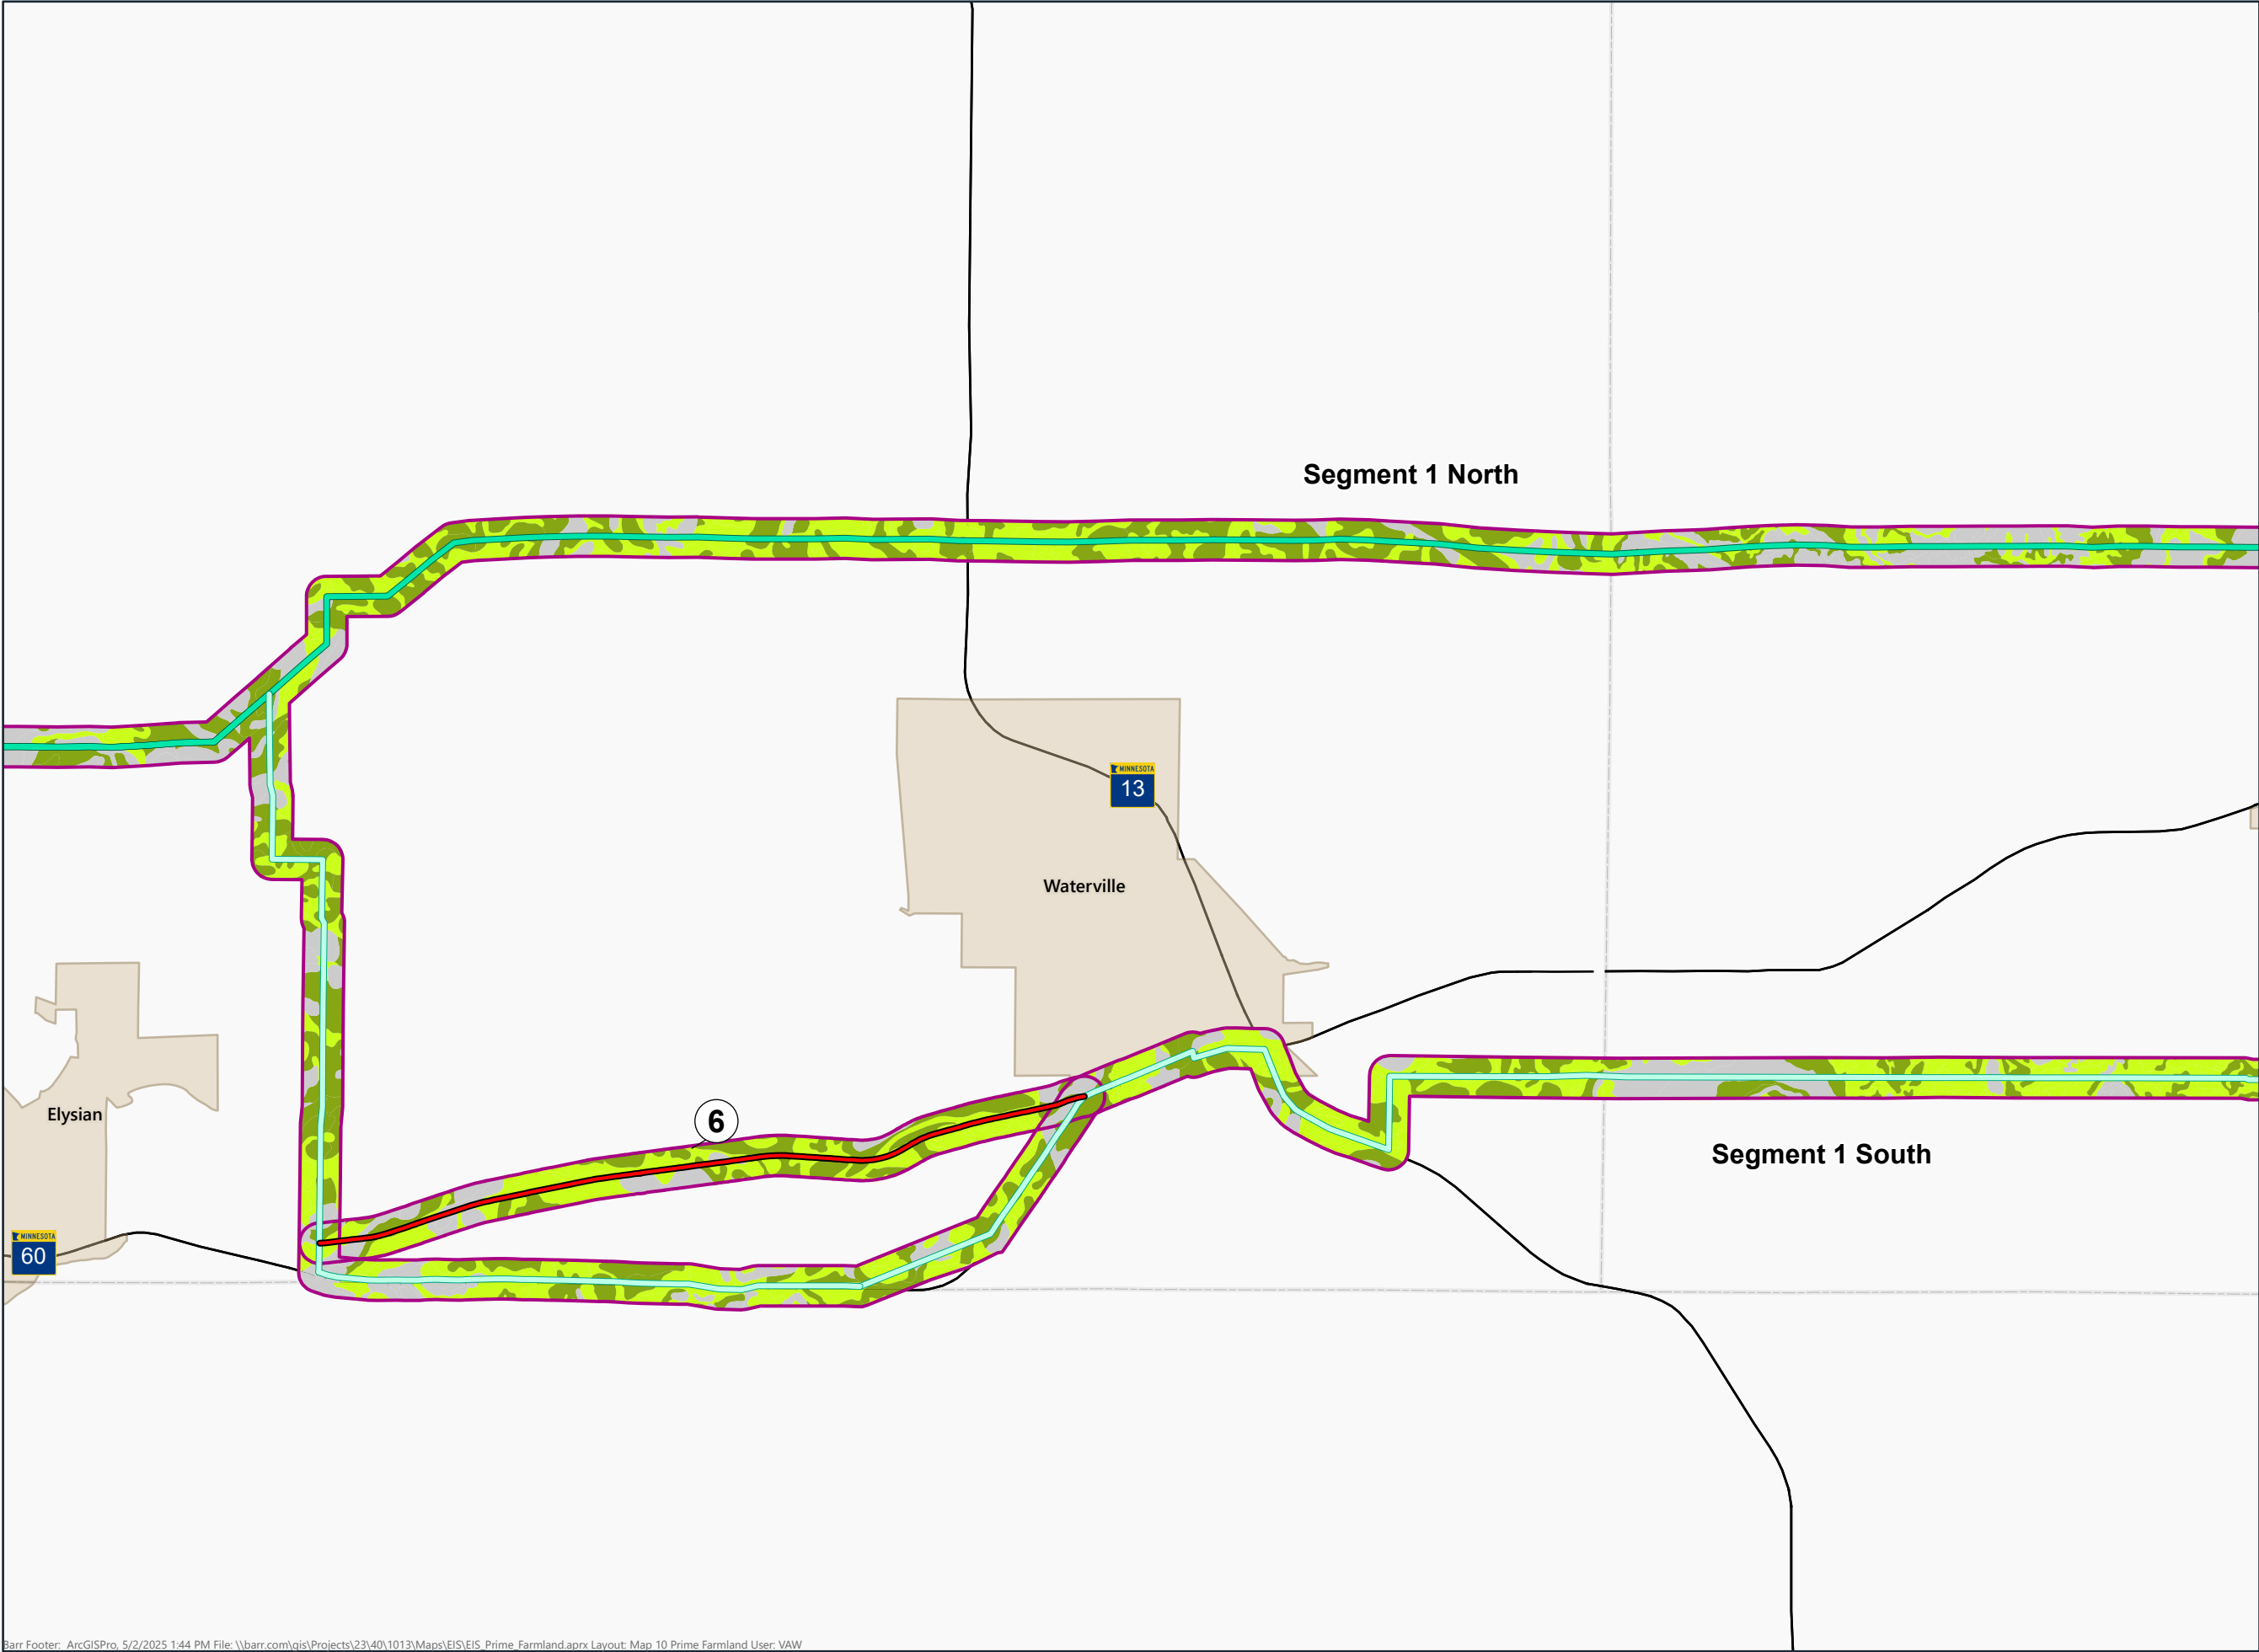 Segment 1 North
MINNESOTA
13
Waterville
Elysian
6
Segment 1 South
MINNESOTA
60
Barr Footer: ArcGISPro, 5/2/2025 1:44 PM File: \\barr.com\gis\Projects\23\40\1013\Maps\EIS\EIS_Prime_Farmland.aprx Layout: Map 10 Prime Farmland User: VAW